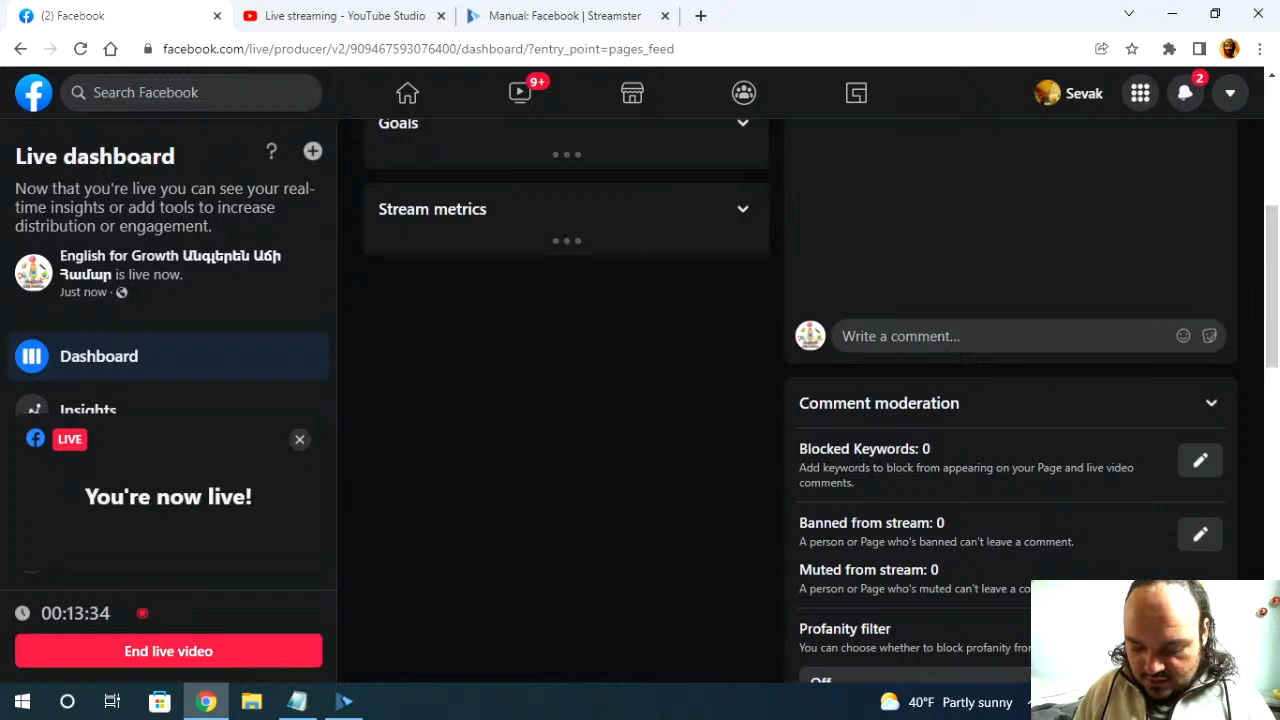 (2) Facebook
Live streaming - YouTube Studio
Manual: Facebook | Streamster
facebook.com/live/producer/v2/909467593076400/dashboard/?entry_point=pages_feed
Search Facebook
9+
Sevak
2
Live dashboard
?
Now that you're live you can see your real-
time insights or add tools to increase
distribution or engagement.
English for Growth Անգլերեն Աճի
Համար is live now.
Just now ·
Dashboard
Insights
LIVE
You're now live!
00:13:34
End live video
Goals
Stream metrics
Write a comment...
Comment moderation
Blocked Keywords: 0
Add keywords to block from appearing on your Page and live video
comments.
Banned from stream: 0
A person or Page who's banned can't leave a comment.
Muted from stream: 0
A person or Page who's muted can't leave a co
Profanity filter
You can choose whether to block profanity from
Off
40°F Partly sunny